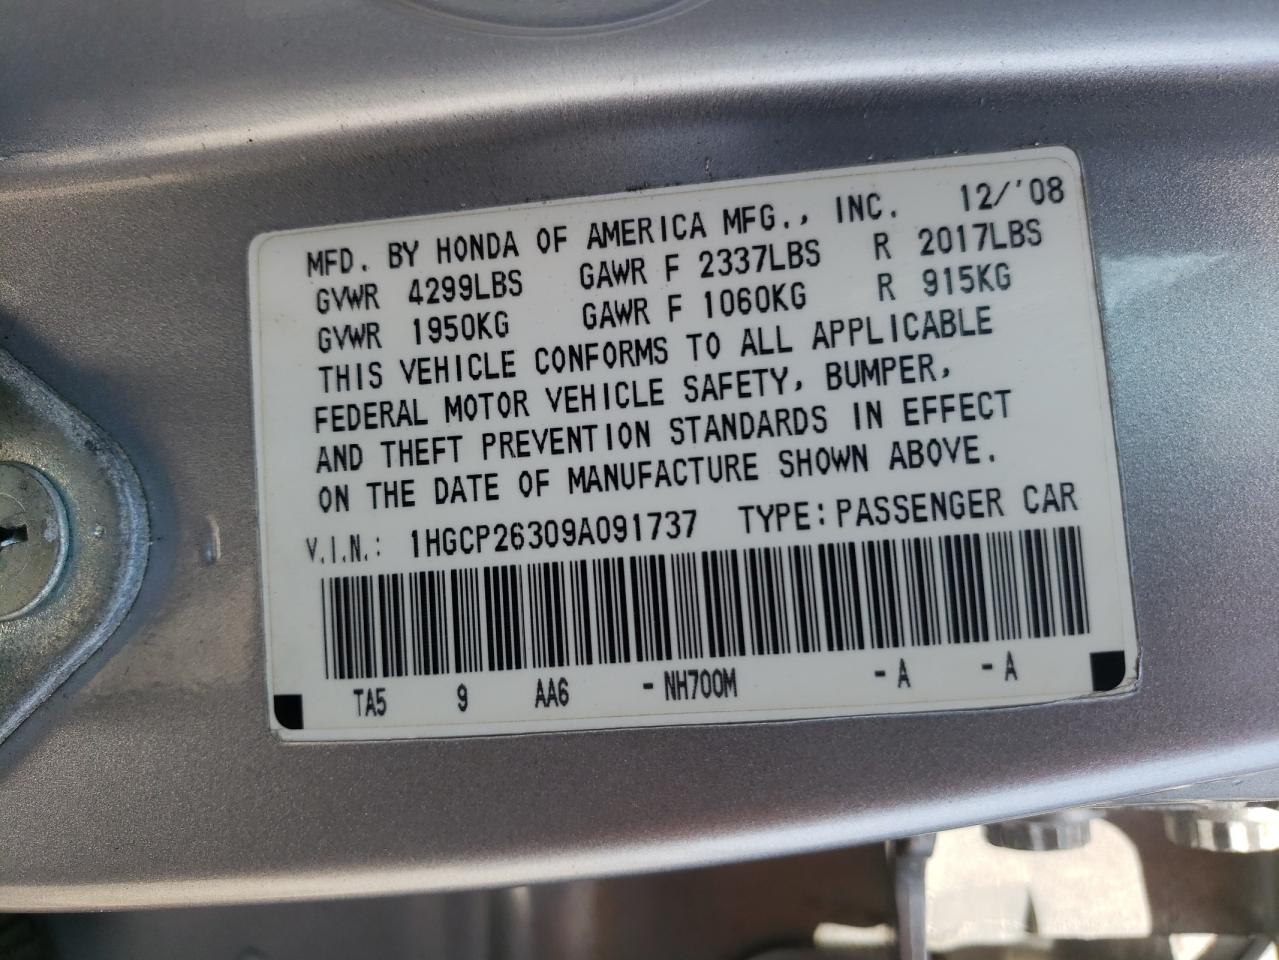 MFD. BY HONDA OF AMERICA MFG., INC. 12/'08
GVWR 4299LBS GAWR F 2337LBS R 2017LBS
GVWR 1950KG GAWR F 1060KG R 915KG
THIS VEHICLE CONFORMS TO ALL APPLICABLE
FEDERAL MOTOR VEHICLE SAFETY, BUMPER,
AND THEFT PREVENTION STANDARDS IN EFFECT
ON THE DATE OF MANUFACTURE SHOWN ABOVE.
V.I.N.: 1HGCP26309A091737 TYPE: PASSENGER CAR
TA5 9 AA6 - NH700M - A - A